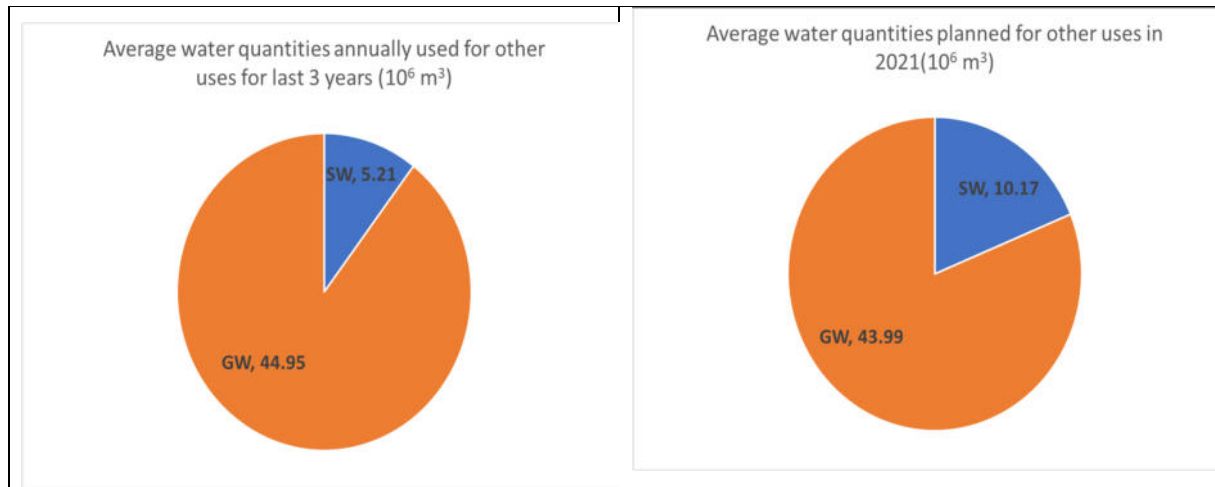 Average water quantities annually used for other
uses for last 3 years (10⁶ m³)
SW, 5.21
GW, 44.95
Average water quantities planned for other uses in
2021(10⁶ m³)
SW, 10.17
GW, 43.99